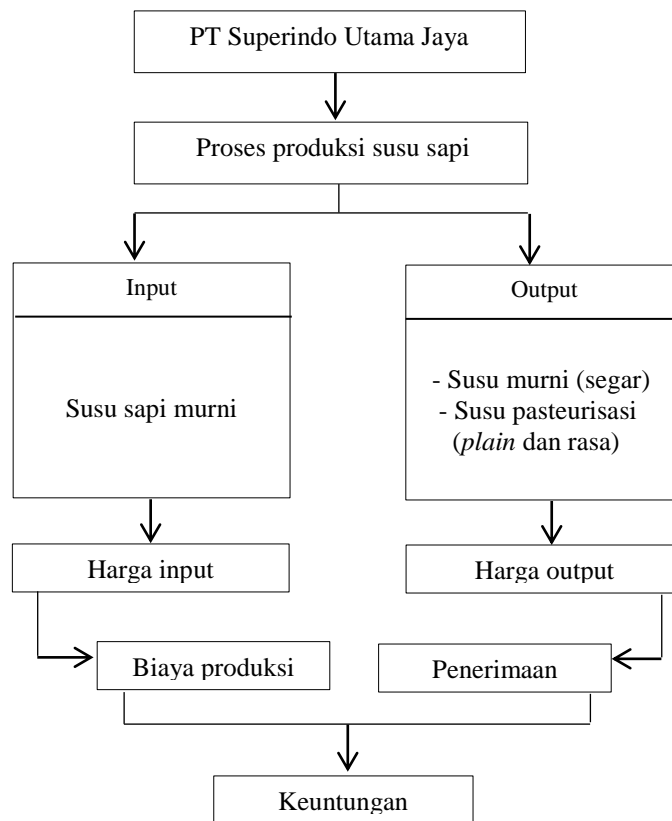 PT Superindo Utama Jaya
Proses produksi susu sapi
Input
Output
Susu sapi murni
- Susu murni (segar)
- Susu pasteurisasi
(plain dan rasa)
Harga input
Harga output
Biaya produksi
Penerimaan
Keuntungan